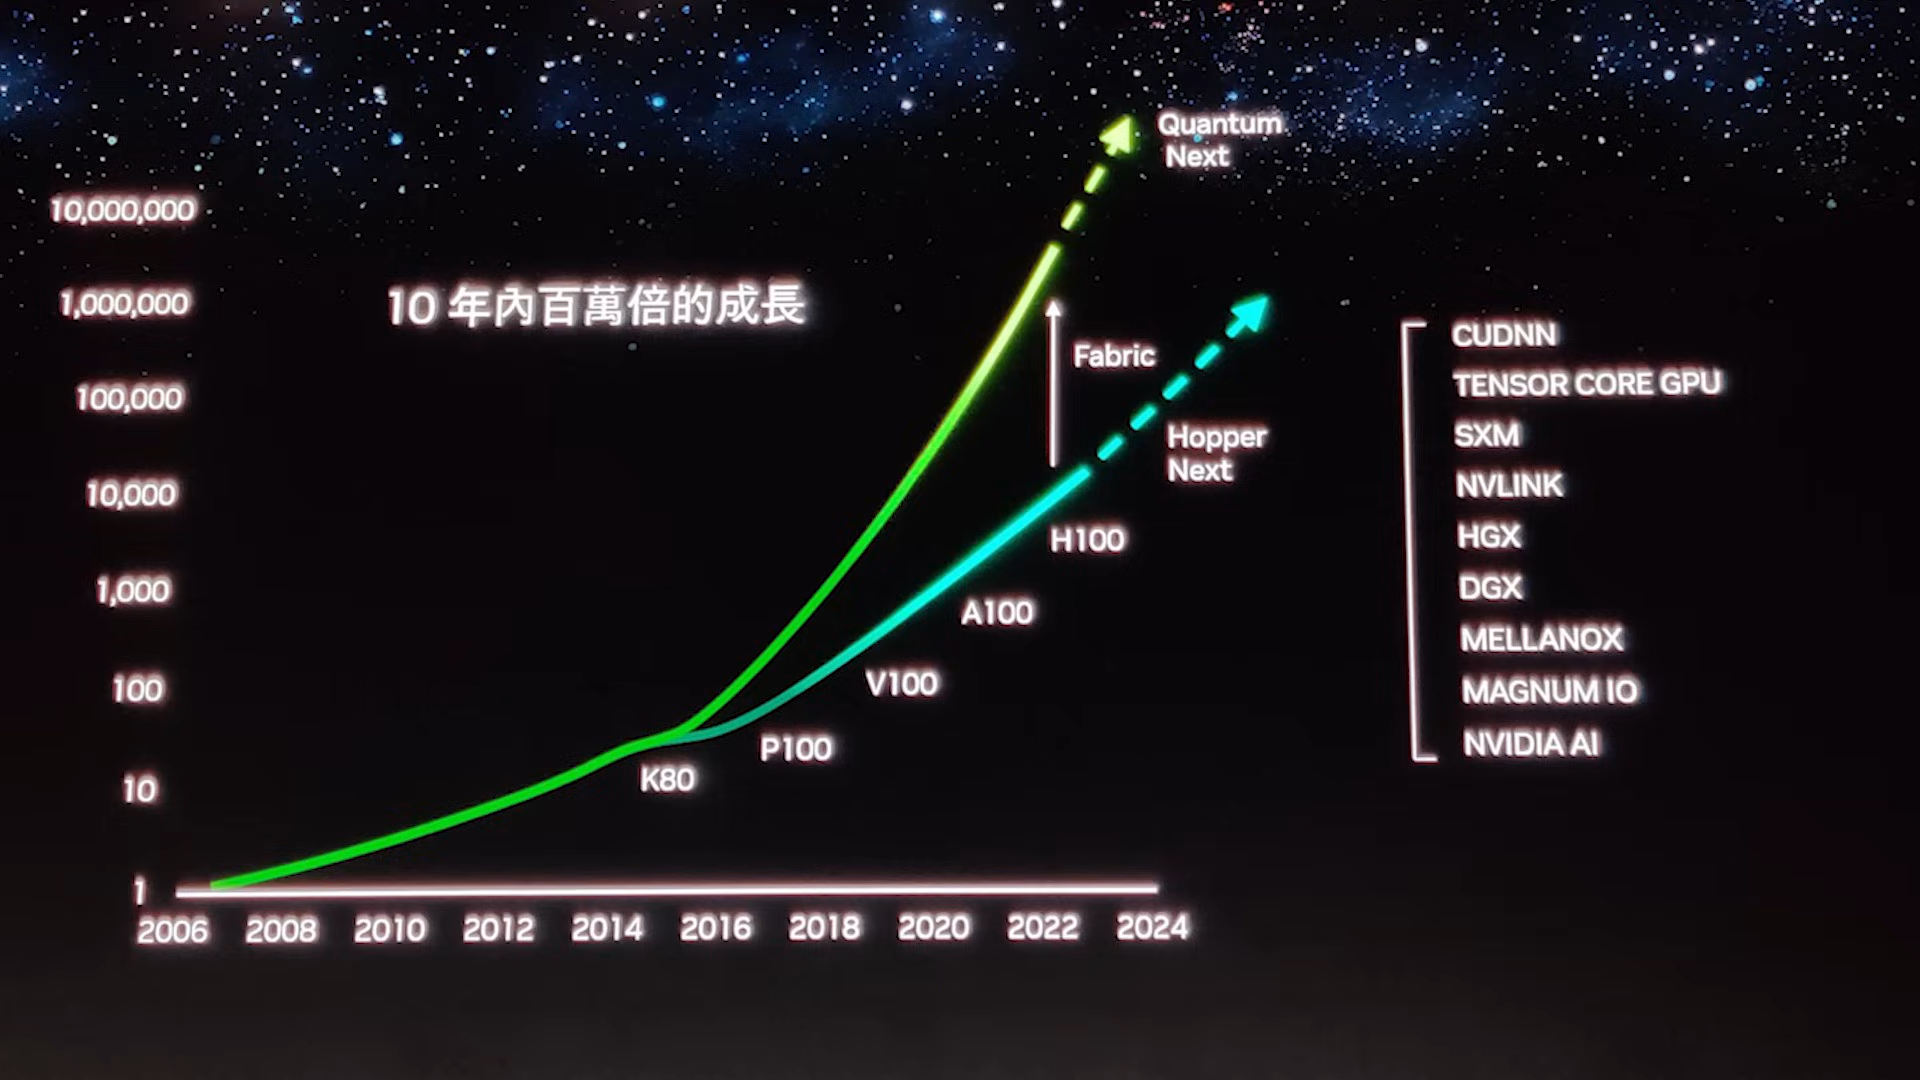 Quantum
Next
10,000,000
1,000,000
10 年內百萬倍的成長
Fabric
100,000
Hopper
Next
10,000
H100
1,000
A100
V100
100
P100
K80
10
1
2006 2008 2010 2012 2014 2016 2018 2020 2022 2024
CUDNN
TENSOR CORE GPU
SXM
NVLINK
HGX
DGX
MELLANOX
MAGNUM IO
NVIDIA AI